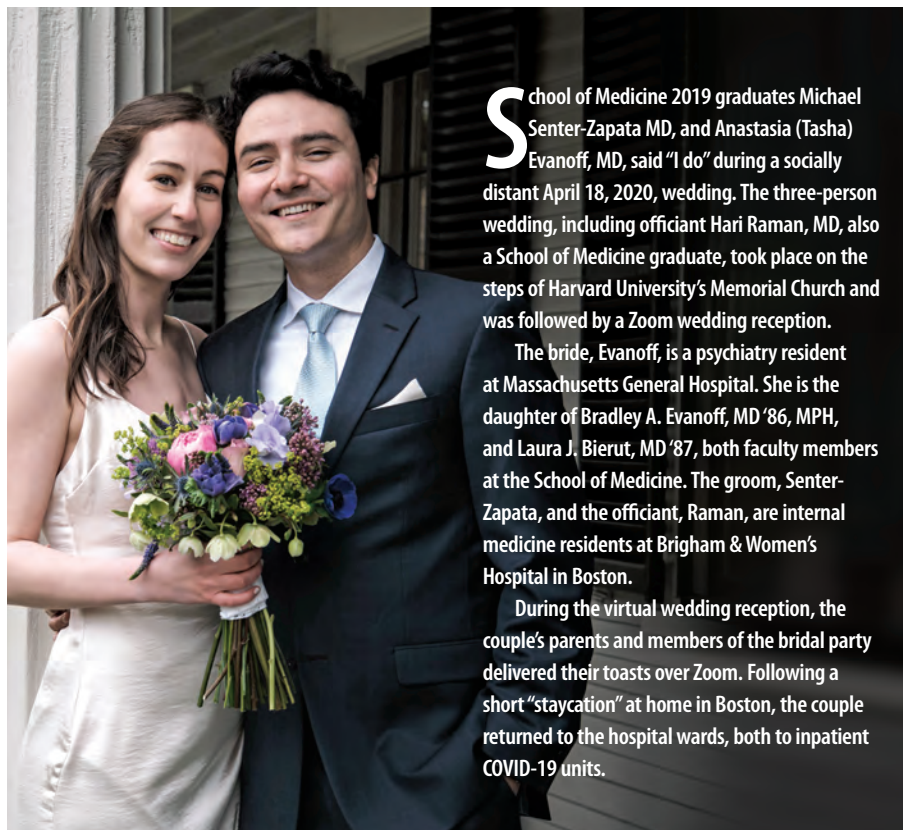 School of Medicine 2019 graduates Michael
Senter-Zapata MD, and Anastasia (Tasha)
Evanoff, MD, said “I do” during a socially
distant April 18, 2020, wedding. The three-person
wedding, including officiant Hari Raman, MD, also
a School of Medicine graduate, took place on the
steps of Harvard University’s Memorial Church and
was followed by a Zoom wedding reception.
The bride, Evanoff, is a psychiatry resident
at Massachusetts General Hospital. She is the
daughter of Bradley A. Evanoff, MD ‘86, MPH,
and Laura J. Bierut, MD ‘87, both faculty members
at the School of Medicine. The groom, Senter-
Zapata, and the officiant, Raman, are internal
medicine residents at Brigham & Women’s
Hospital in Boston.
During the virtual wedding reception, the
couple’s parents and members of the bridal party
delivered their toasts over Zoom. Following a
short “staycation” at home in Boston, the couple
returned to the hospital wards, both to inpatient
COVID-19 units.